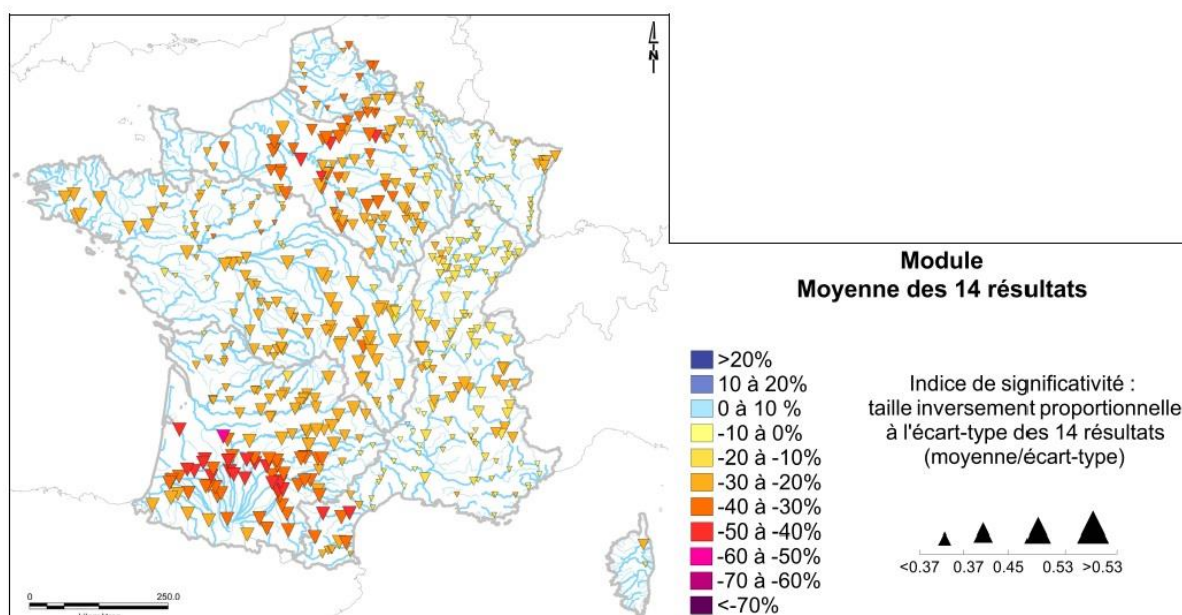 N
Module
Moyenne des 14 résultats
>20%
10 à 20%
0 à 10 %
-10 à 0%
-20 à -10%
-30 à -20%
-40 à -30%
-50 à -40%
-60 à -50%
-70 à -60%
<-70%
Indice de significativité :
taille inversement proportionnelle
à l'écart-type des 14 résultats
(moyenne/écart-type)
<0.37 0.37 0.45 0.53 >0.53
0 250.0